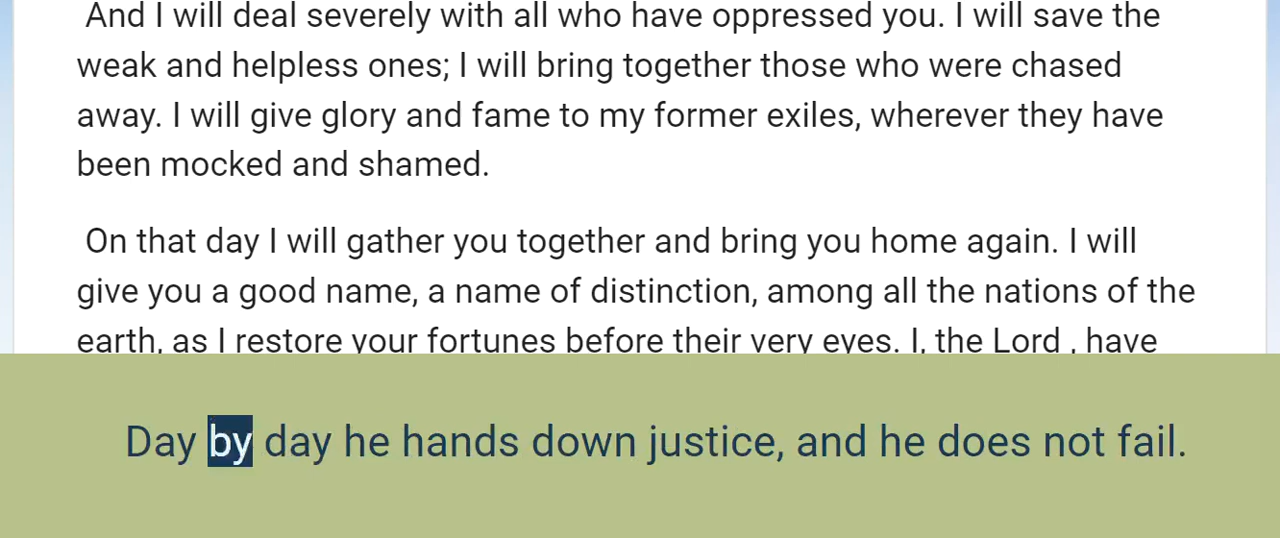 And I will deal severely with all who have oppressed you. I will save the
weak and helpless ones; I will bring together those who were chased
away. I will give glory and fame to my former exiles, wherever they have
been mocked and shamed.
On that day I will gather you together and bring you home again. I will
give you a good name, a name of distinction, among all the nations of the
earth, as I restore your fortunes before their very eyes. I, the Lord , have
Day by day he hands down justice, and he does not fail.